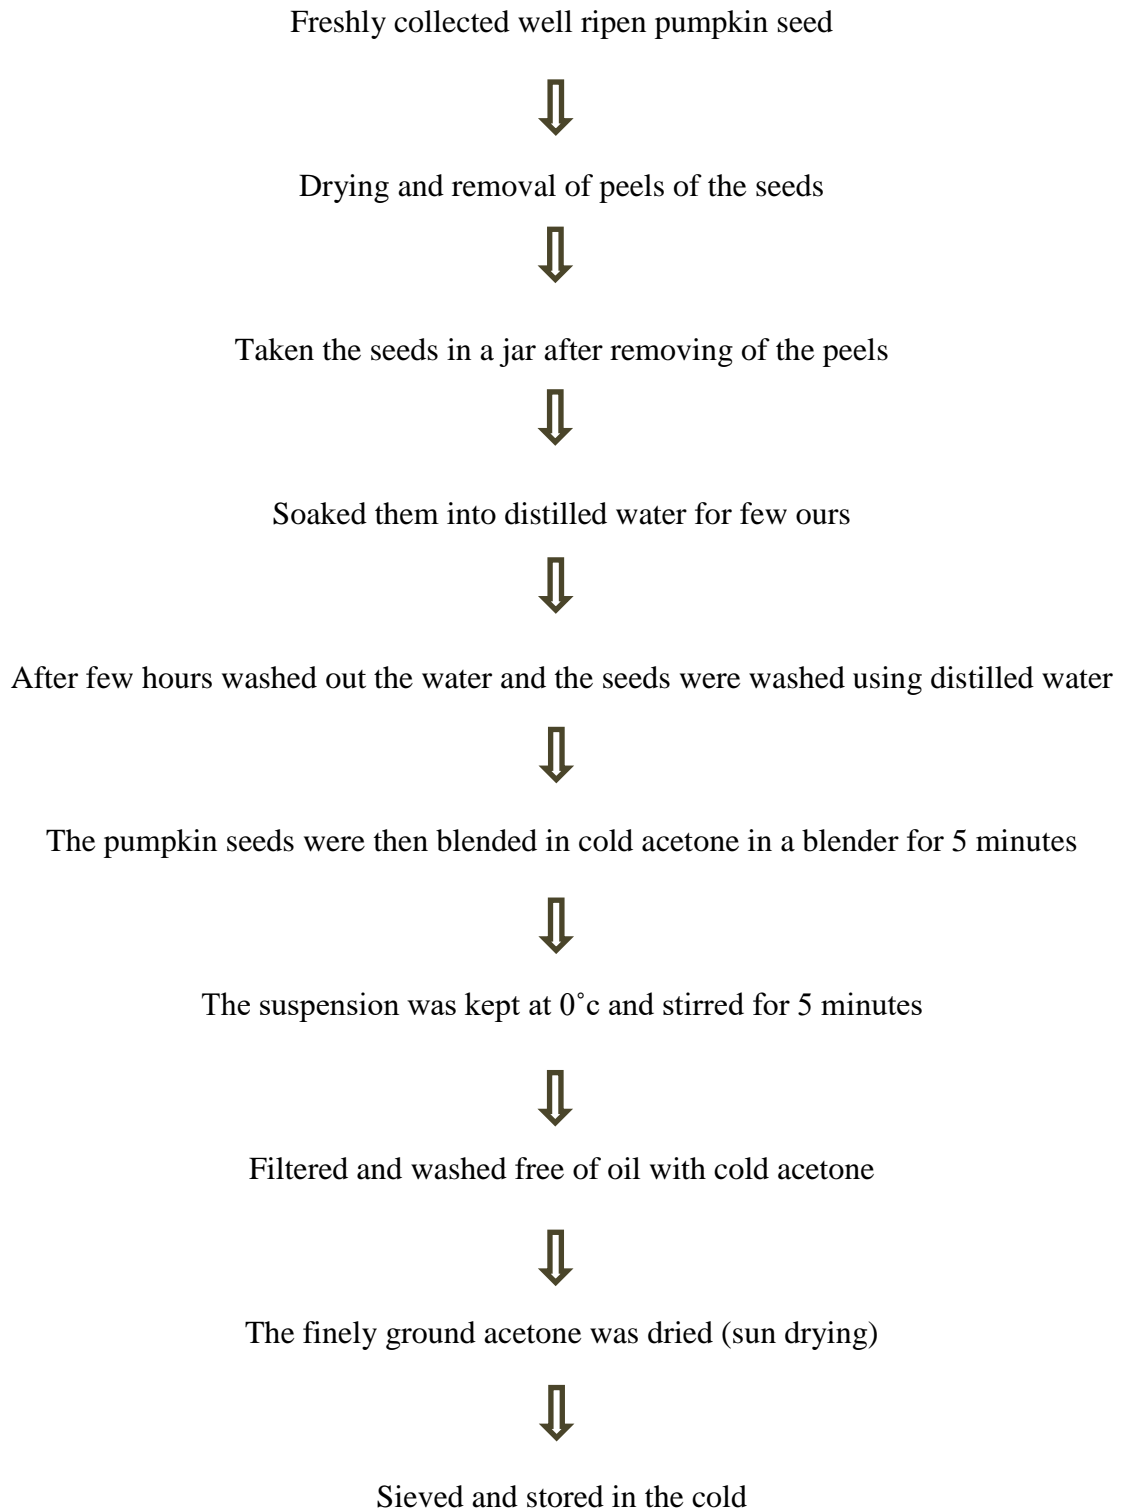 Freshly collected well ripen pumpkin seed
Drying and removal of peels of the seeds
Taken the seeds in a jar after removing of the peels
Soaked them into distilled water for few ours
After few hours washed out the water and the seeds were washed using distilled water
The pumpkin seeds were then blended in cold acetone in a blender for 5 minutes
The suspension was kept at 0˚c and stirred for 5 minutes
Filtered and washed free of oil with cold acetone
The finely ground acetone was dried (sun drying)
Sieved and stored in the cold